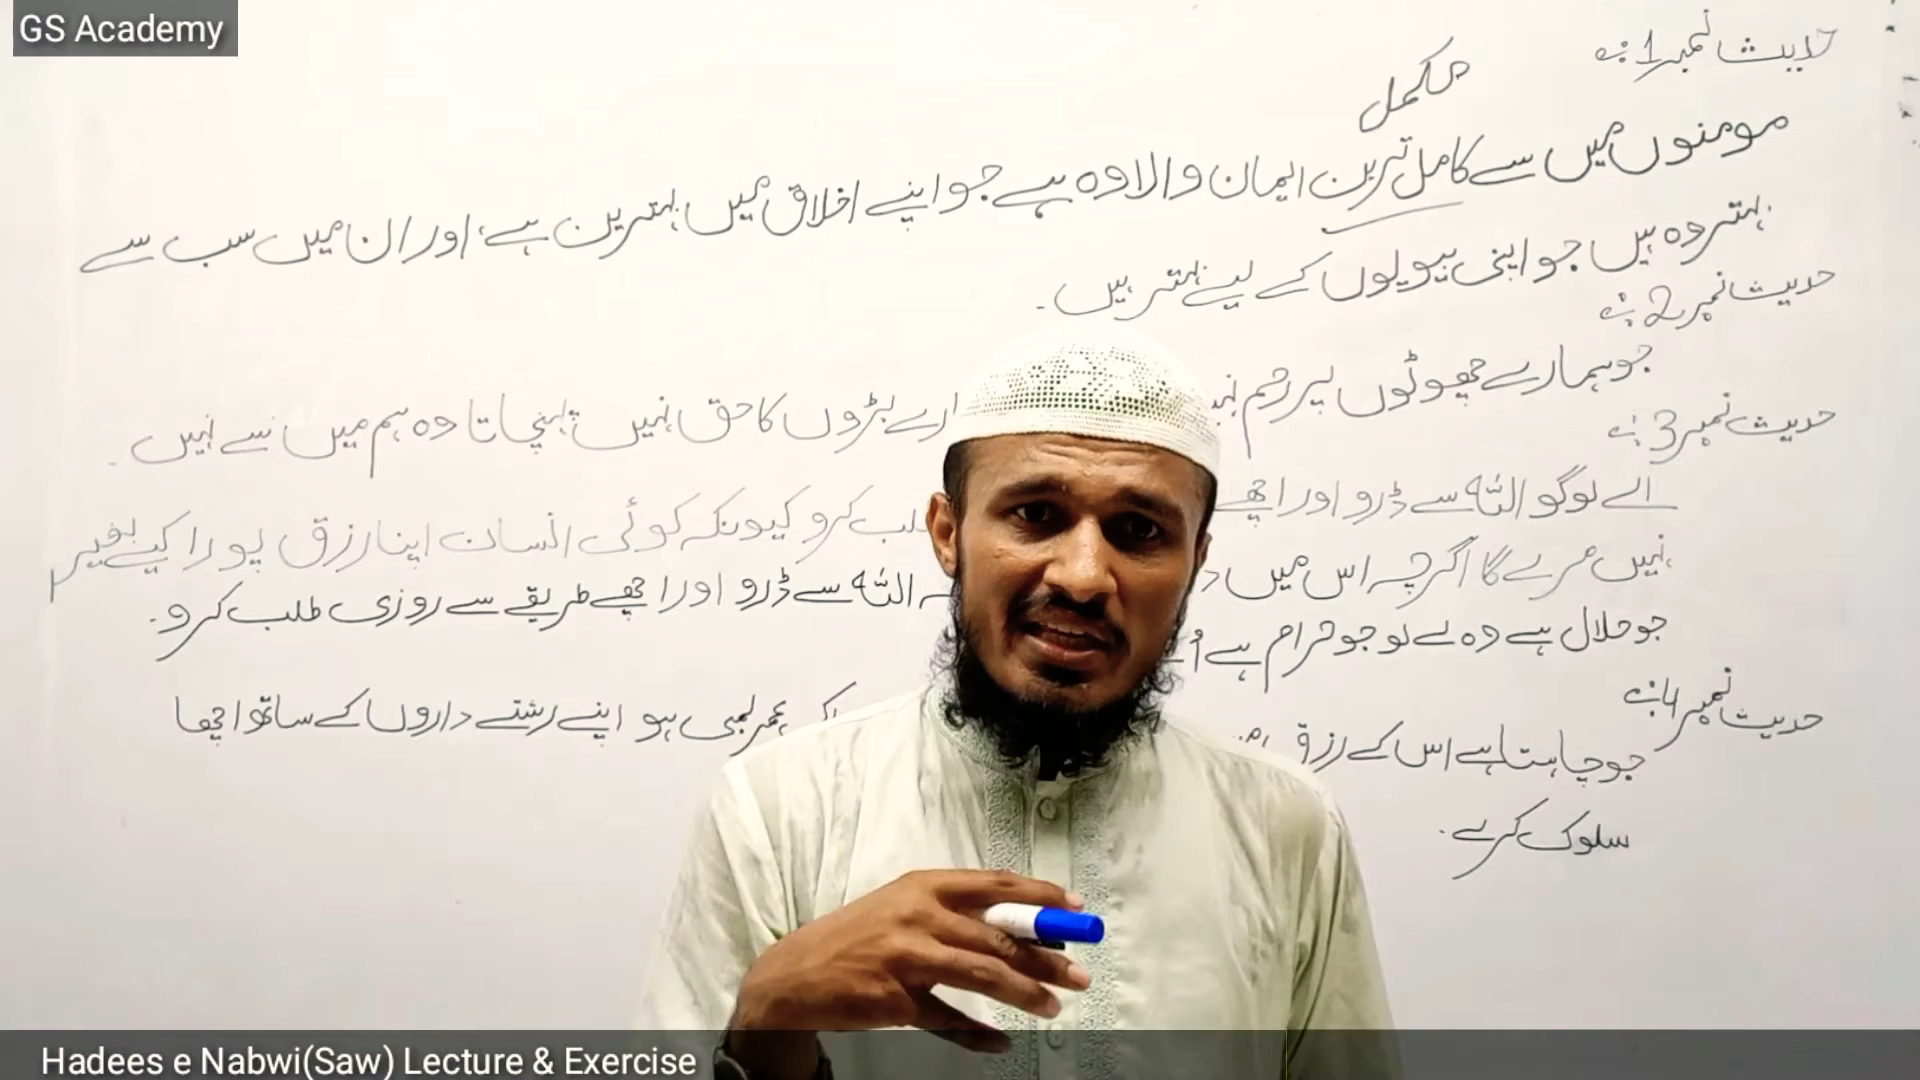 GS Academy
حدیث نمبر 1:
مکمل
مومنوں میں سے کامل ترین ایمان والا وہ ہے جو اپنے اخلاق میں بہترین ہے، اور ان میں سب سے
بہتر وہ ہیں جو اپنی بیویوں کے لیے بہتر ہیں۔
حدیث نمبر 2:
جو ہمارے چھوٹوں پر رحم بڑوں کا حق نہیں پہنچاتا وہ ہم میں سے نہیں
حدیث نمبر 3:
اے لوگو اللہ سے ڈرو اور اچھے کرو کیونکہ کوئی انسان اپنا رزق پورا کیے بغیر
نہیں مرے گا اگرچہ اس میں اللہ سے ڈرو اور اچھے طریقے سے روزی طلب کرو۔
جو حلال ہے وہ لے لو جو حرام ہے
حدیث نمبر 4:
جو چاہتا ہے اس کے رزق عمر لمبی ہو اپنے رشتے داروں کے ساتھ اچھا
سلوک کرے۔
Hadees e Nabwi(Saw) Lecture & Exercise